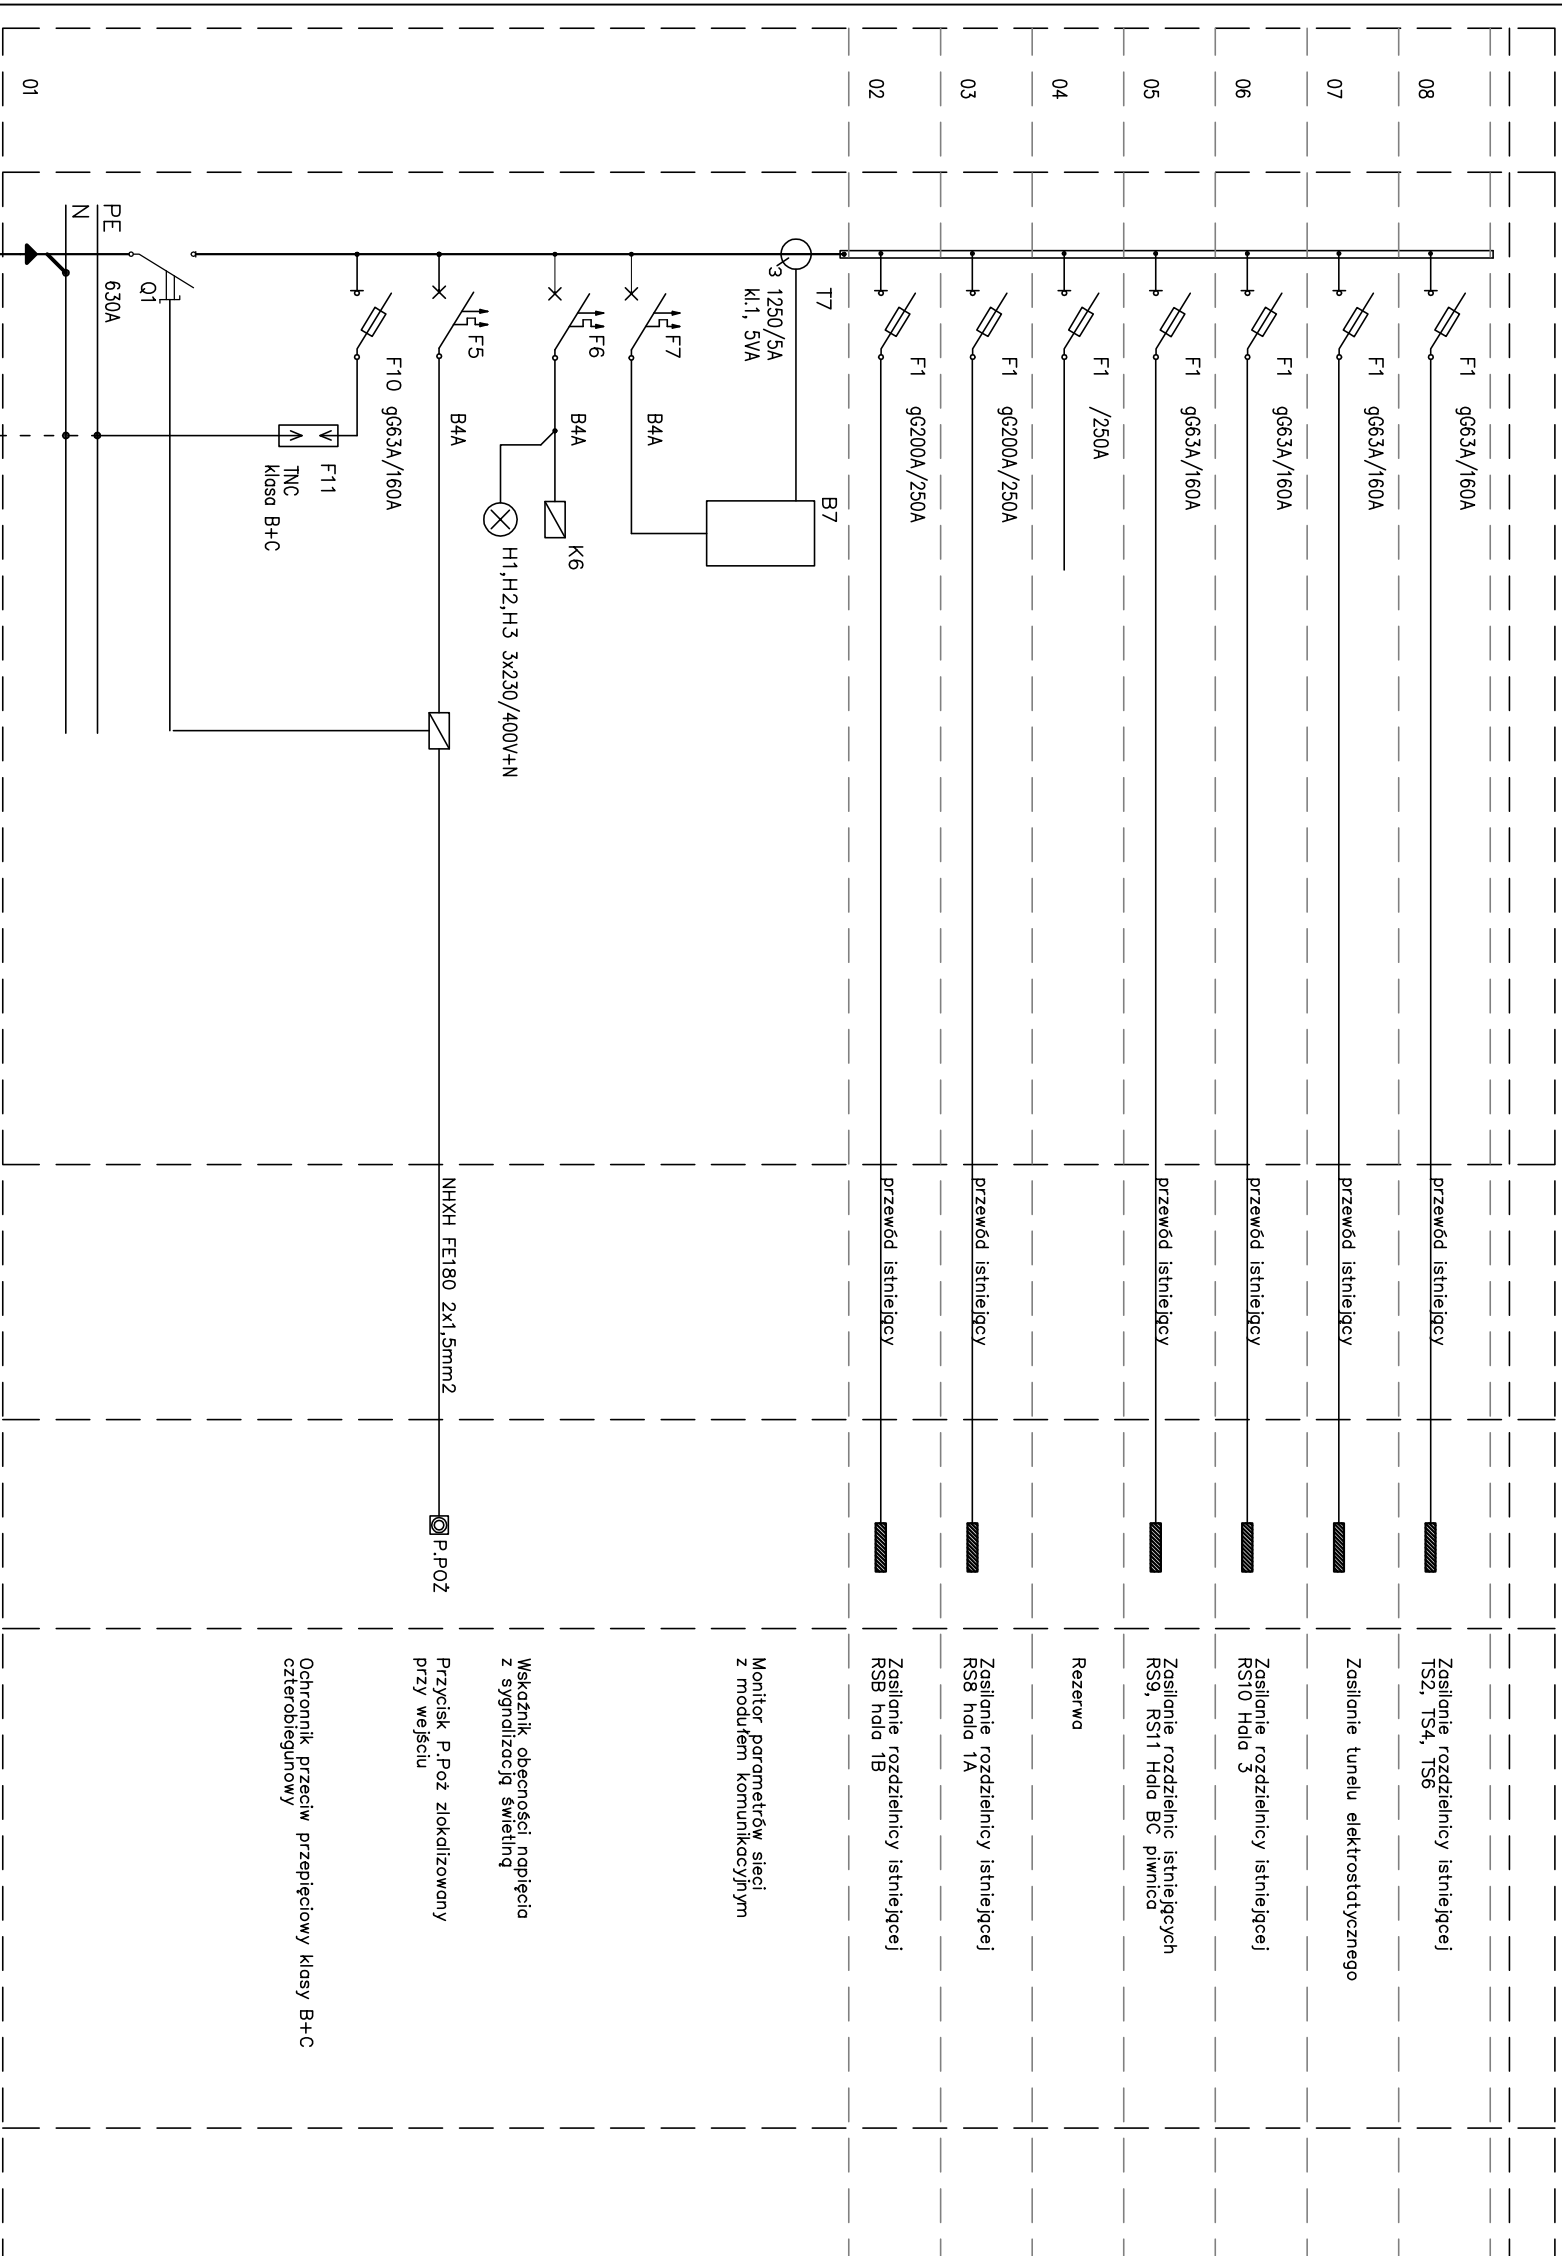 01
02
03
04
05
06
07
08
PE
N
630A
Q1
F10 gG63A/160A
F11
TNC
klasa B+C
F5
B4A
F6
B4A
K6
H1,H2,H3 3x230/400V+N
F7
B4A
B7
T7
3 1250/5A
kl.1, 5VA
F1 gG200A/250A
F1 gG200A/250A
F1 /250A
F1 gG63A/160A
F1 gG63A/160A
F1 gG63A/160A
F1 gG63A/160A
NHXH FE180 2x1,5mm2
przewód istniejący
przewód istniejący
przewód istniejący
przewód istniejący
przewód istniejący
przewód istniejący
P.POŻ
Ochronnik przeciw przepięciowy klasy B+C
czterobiegunowy
Przycisk P.Poż zlokalizowany
przy wejściu
Wskaźnik obecności napięcia
z sygnalizacją świetlną
Monitor parametrów sieci
z modułem komunikacyjnym
Zasilanie rozdzielnicy istniejącej
RSB hala 1B
Zasilanie rozdzielnicy istniejącej
RS8 hala 1A
Rezerwa
Zasilanie rozdzielnic istniejących
RS9, RS11 Hala BC piwnica
Zasilanie rozdzielnicy istniejącej
RS10 Hala 3
Zasilanie tunelu elektrostatycznego
Zasilanie rozdzielnicy istniejącej
TS2, TS4, TS6